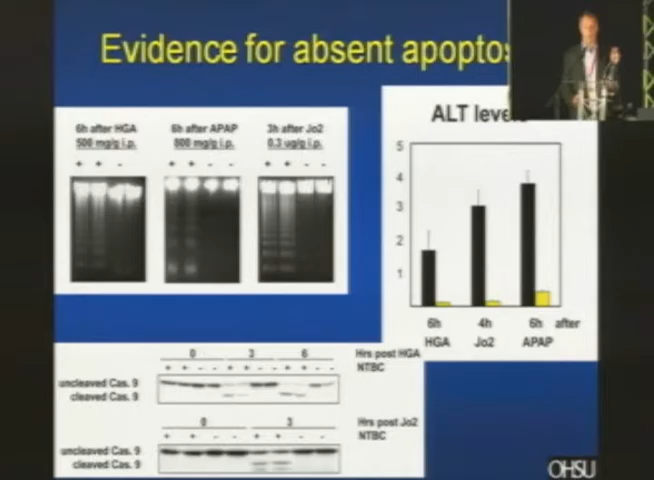 Evidence for absent apopto
6h after HGA 6h after APAP 3h after Jo2
500 mg/g i.p. 800 mg/g i.p. 0.3 ug/g i.p.
+ + - + + - - + + - -
ALT leve
5
4
3
2
1
6h 4h 6h after
HGA Jo2 APAP
0 3 6 Hrs post HGA
+ + - - + + - - + + - - NTBC
uncleaved Cas. 9
cleaved Cas. 9
0 3 Hrs post Jo2
+ + - - + + - - NTBC
uncleaved Cas. 9
cleaved Cas. 9
OHSU